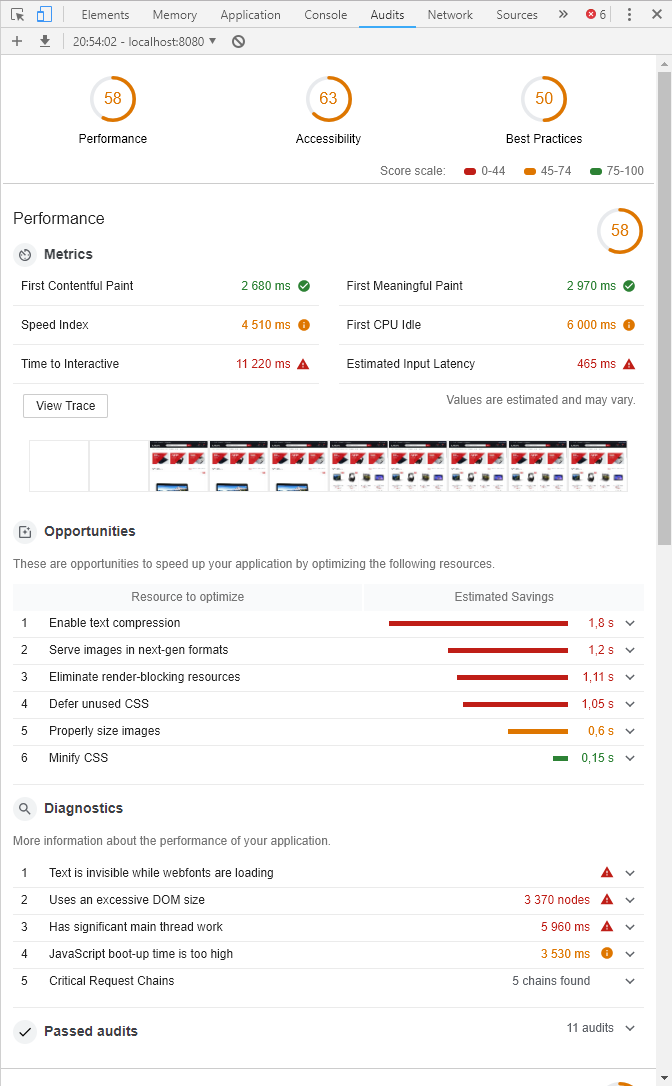 Elements Memory Application Console Audits Network Sources » 6
20:54:02 - localhost:8080
58 63 50
Performance Accessibility Best Practices
Score scale: 0-44 45-74 75-100
Performance 58
Metrics
First Contentful Paint 2 680 ms First Meaningful Paint 2 970 ms
Speed Index 4 510 ms First CPU Idle 6 000 ms
Time to Interactive 11 220 ms Estimated Input Latency 465 ms
View Trace Values are estimated and may vary.
Opportunities
These are opportunities to speed up your application by optimizing the following resources.
Resource to optimize Estimated Savings
1 Enable text compression 1,8 s
2 Serve images in next-gen formats 1,2 s
3 Eliminate render-blocking resources 1,11 s
4 Defer unused CSS 1,05 s
5 Properly size images 0,6 s
6 Minify CSS 0,15 s
Diagnostics
More information about the performance of your application.
1 Text is invisible while webfonts are loading
2 Uses an excessive DOM size 3 370 nodes
3 Has significant main thread work 5 960 ms
4 JavaScript boot-up time is too high 3 530 ms
5 Critical Request Chains 5 chains found
Passed audits 11 audits